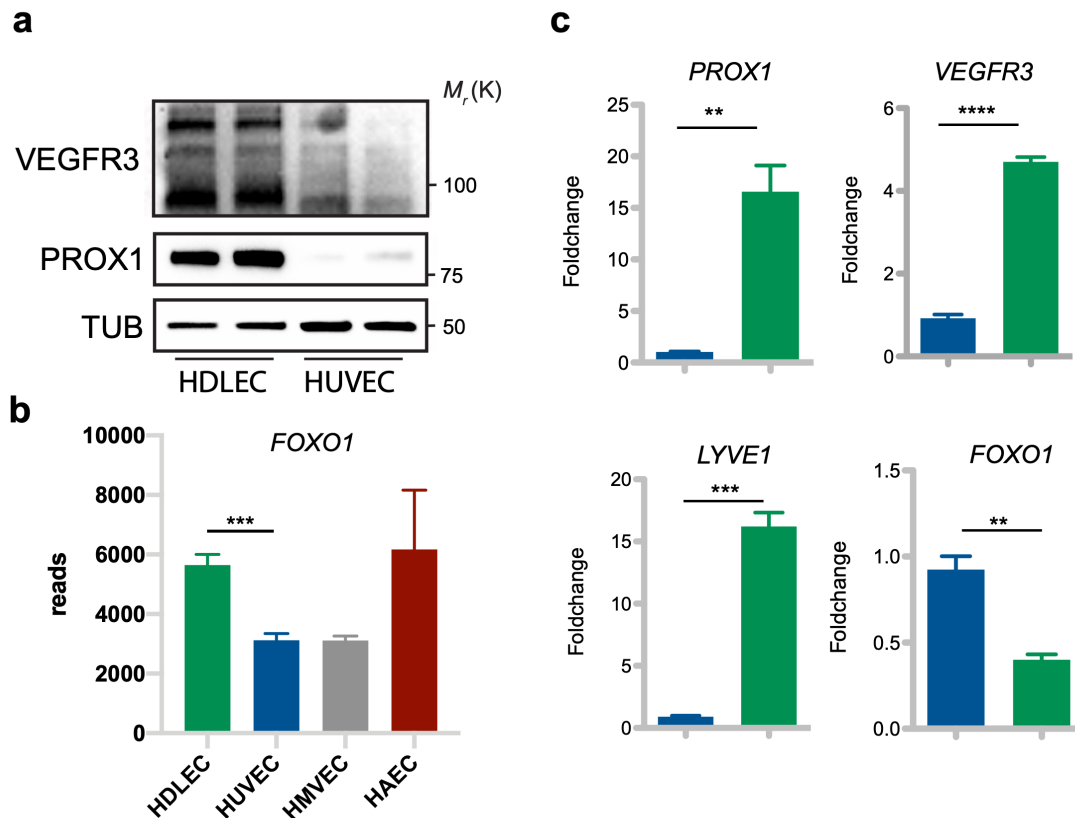 a
M_r (K)
VEGFR3
100
PROX1
75
TUB
50
HDLEC HUVEC
b
FOXO1
reads
10000
8000
6000
4000
2000
0
***
HDLEC HUVEC HMVEC HAEC
c
PROX1
Foldchange
25
20
15
10
5
0
**
VEGFR3
Foldchange
6
4
2
0
****
LYVE1
Foldchange
20
15
10
5
0
***
FOXO1
Foldchange
1.5
1.0
0.5
0.0
**